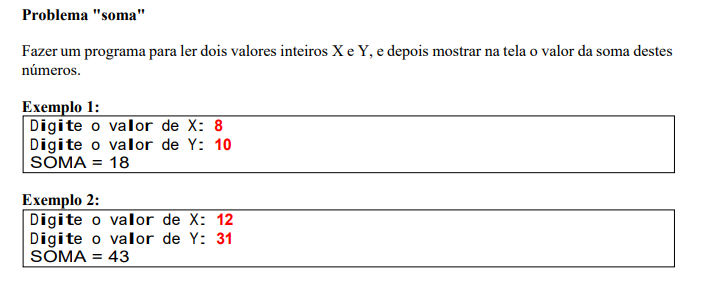 Problema "soma"
Fazer um programa para ler dois valores inteiros X e Y, e depois mostrar na tela o valor da soma destes
números.
Exemplo 1:
Digite o valor de X: 8
Digite o valor de Y: 10
SOMA = 18
Exemplo 2:
Digite o valor de X: 12
Digite o valor de Y: 31
SOMA = 43